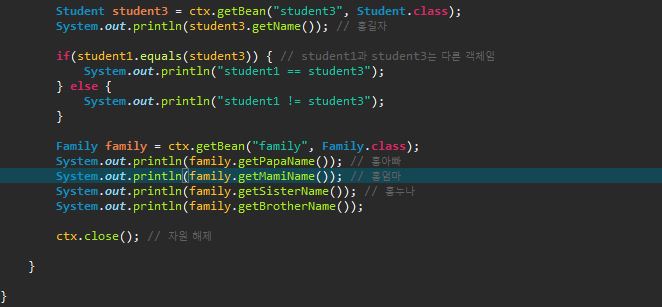 Student student3 = ctx.getBean("student3", Student.class);
System.out.println(student3.getName()); // 홍길자
if(student1.equals(student3)) { // student1과 student3는 다른 객체임
System.out.println("student1 == student3");
} else {
System.out.println("student1 != student3");
}
Family family = ctx.getBean("family", Family.class);
System.out.println(family.getPapaName()); // 홍아빠
System.out.println(family.getMamiName()); // 홍엄마
System.out.println(family.getSisterName()); // 홍누나
System.out.println(family.getBrotherName());
ctx.close(); // 자원 해제
}
}